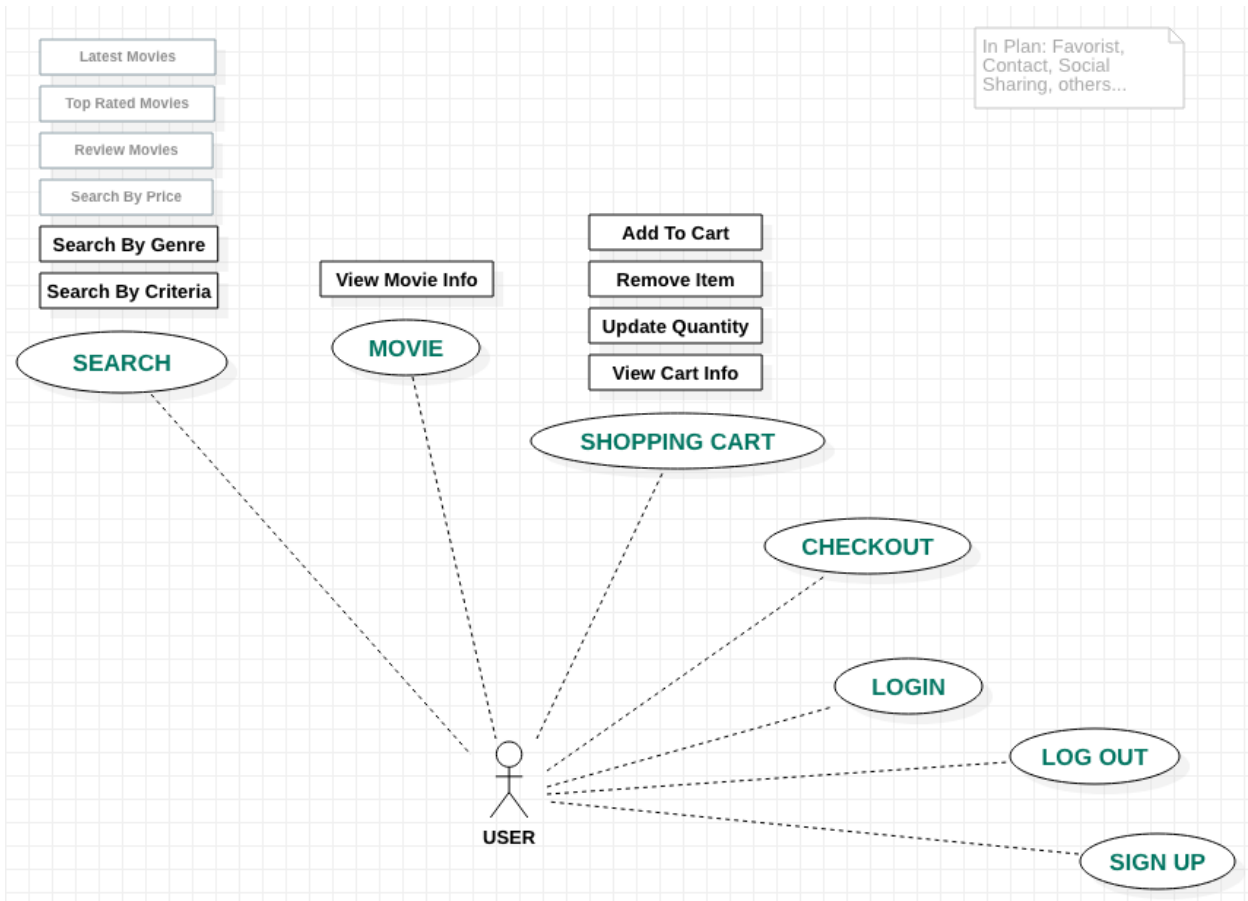 Latest Movies
Top Rated Movies
Review Movies
Search By Price
Search By Genre
Search By Criteria
SEARCH
View Movie Info
MOVIE
Add To Cart
Remove Item
Update Quantity
View Cart Info
SHOPPING CART
In Plan: Favorist,
Contact, Social
Sharing, others...
CHECKOUT
LOGIN
LOG OUT
SIGN UP
USER